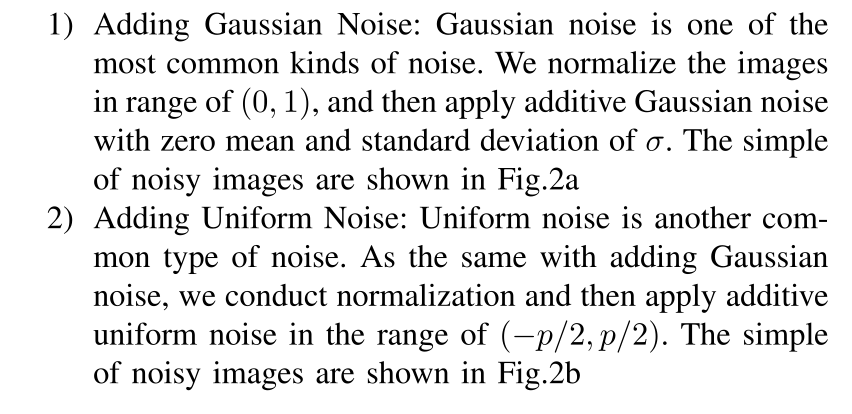 1) Adding Gaussian Noise: Gaussian noise is one of the
most common kinds of noise. We normalize the images
in range of (0, 1), and then apply additive Gaussian noise
with zero mean and standard deviation of σ. The simple
of noisy images are shown in Fig.2a
2) Adding Uniform Noise: Uniform noise is another com-
mon type of noise. As the same with adding Gaussian
noise, we conduct normalization and then apply additive
uniform noise in the range of (−p/2, p/2). The simple
of noisy images are shown in Fig.2b